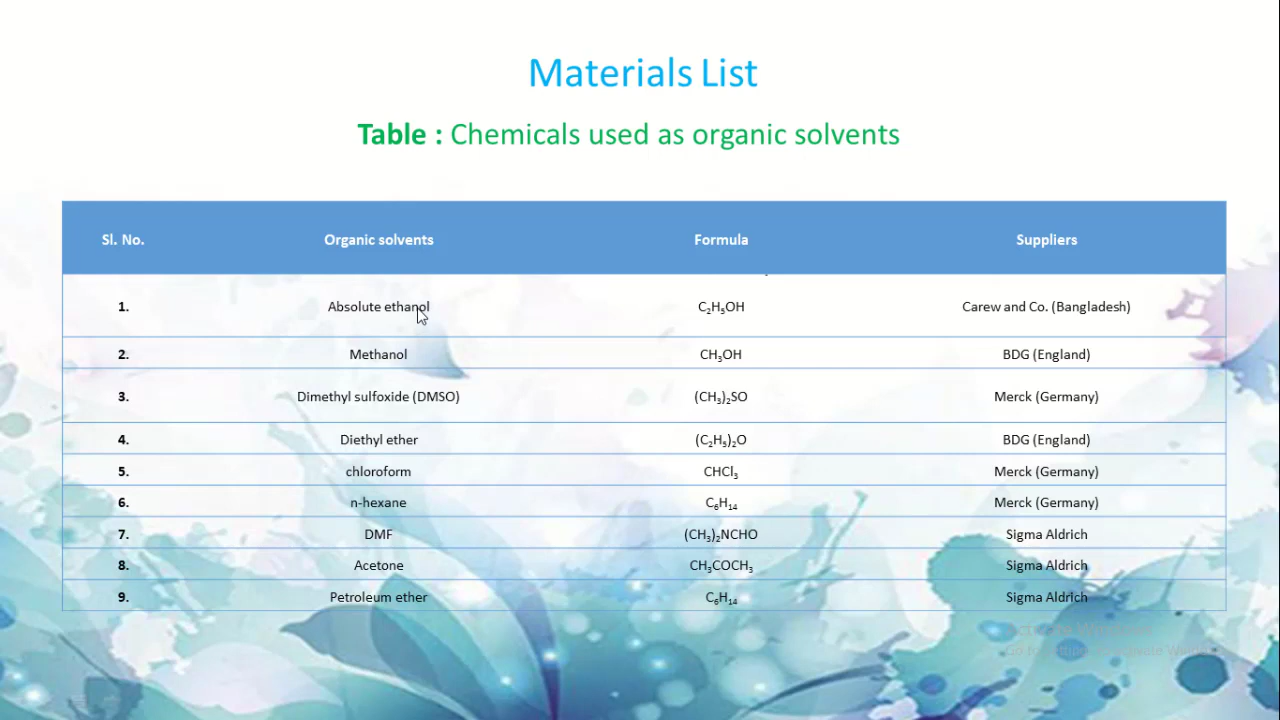 Materials List
Table : Chemicals used as organic solvents
Sl. No. Organic solvents Formula Suppliers
1. Absolute ethanol C₂H₅OH Carew and Co. (Bangladesh)
2. Methanol CH₃OH BDG (England)
3. Dimethyl sulfoxide (DMSO) (CH₃)₂SO Merck (Germany)
4. Diethyl ether (C₂H₅)₂O BDG (England)
5. chloroform CHCl₃ Merck (Germany)
6. n-hexane C₆H₁₄ Merck (Germany)
7. DMF (CH₃)₂NCHO Sigma Aldrich
8. Acetone CH₃COCH₃ Sigma Aldrich
9. Petroleum ether C₆H₁₄ Sigma Aldrich